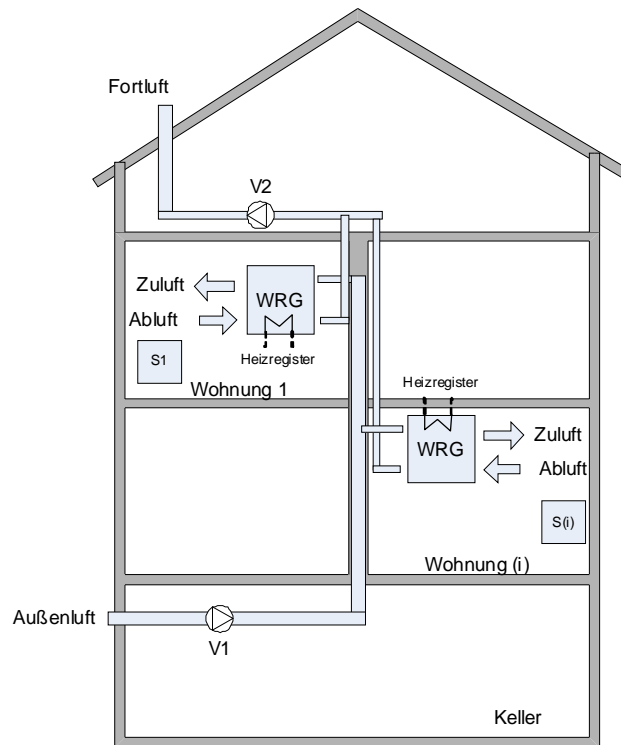 Fortluft
V2
Zuluft
WRG
Abluft
Heizregister
S1
Wohnung 1
Heizregister
WRG
Zuluft
Abluft
S(i)
Wohnung (i)
Außenluft
V1
Keller